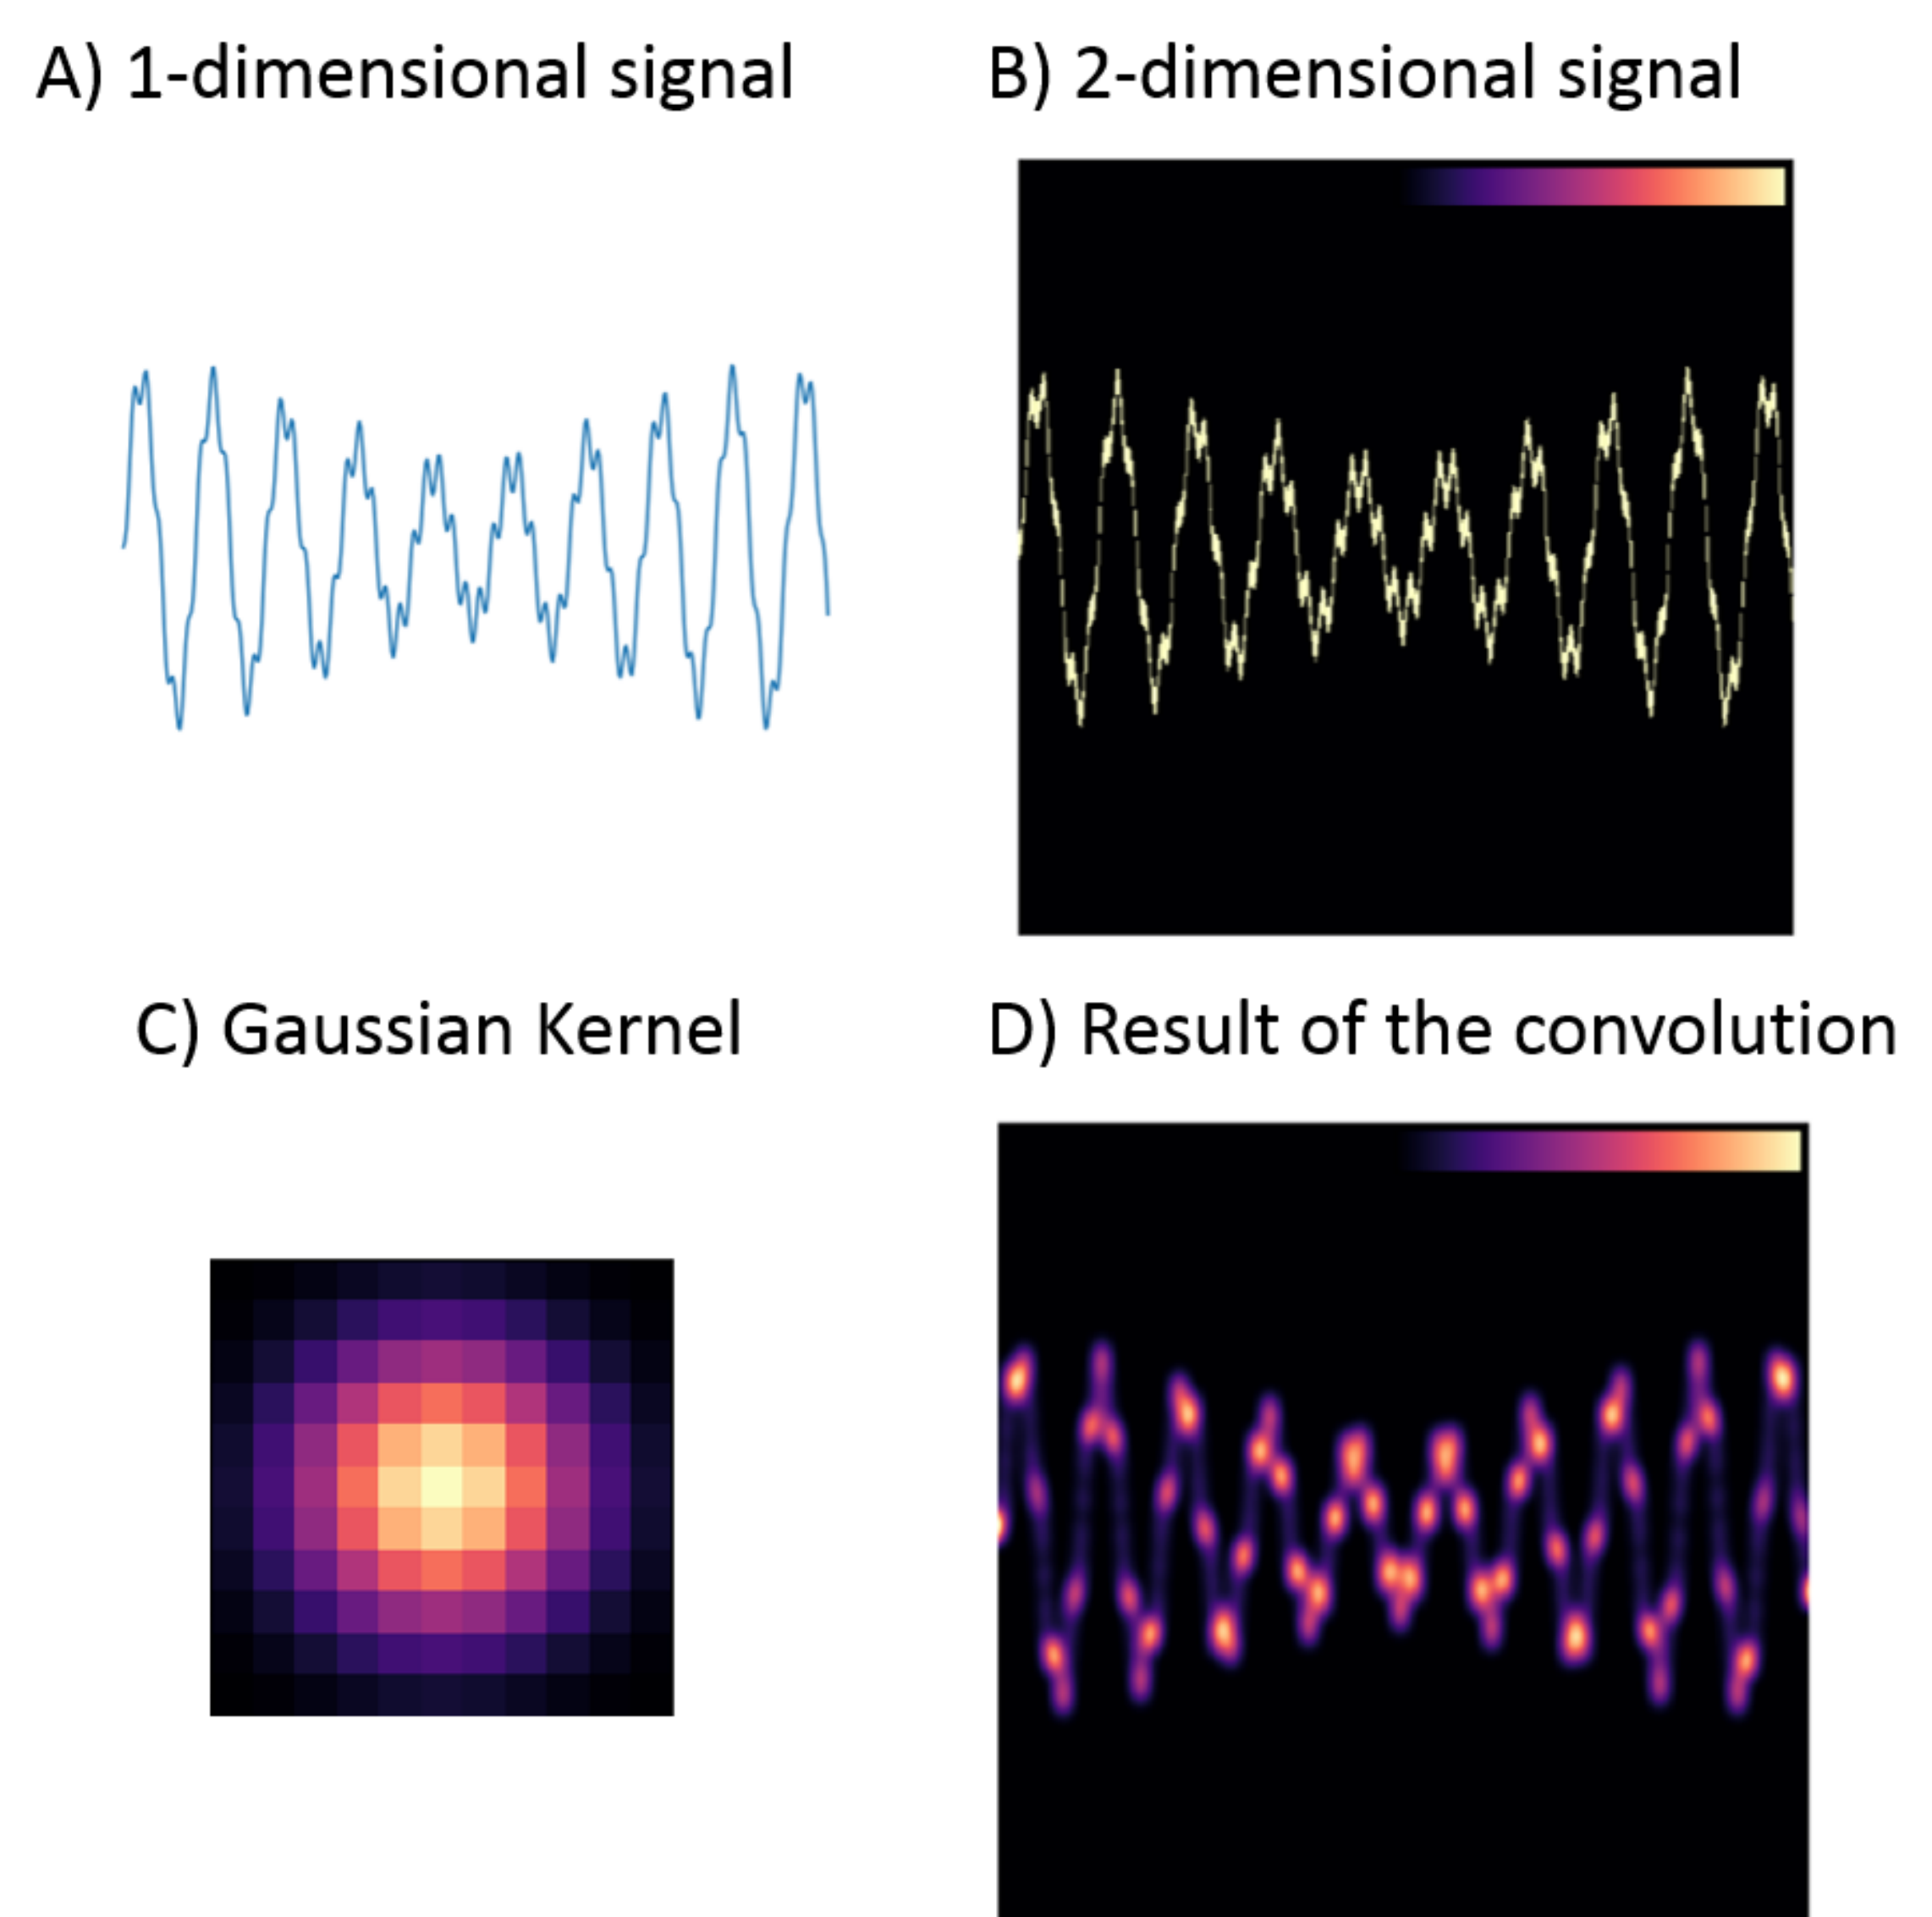 A) 1-dimensional signal
B) 2-dimensional signal
C) Gaussian Kernel
D) Result of the convolution